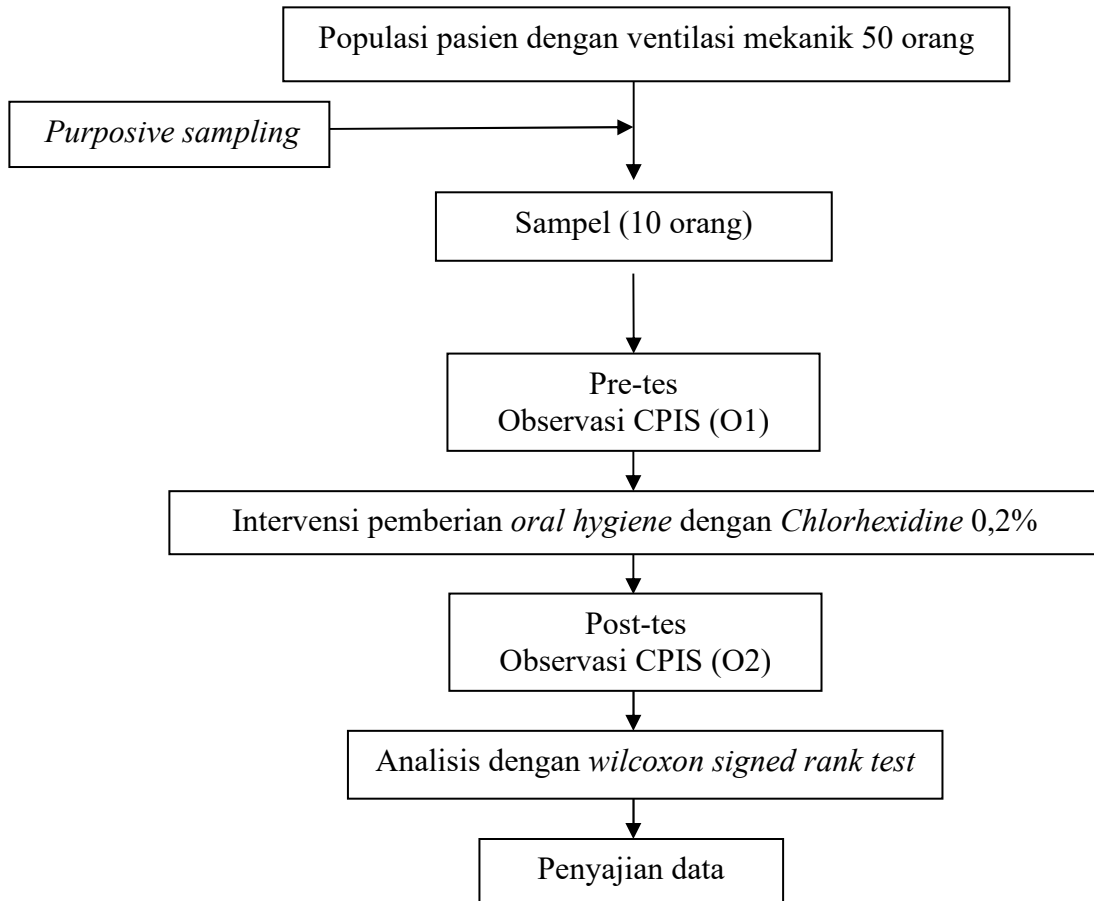 Populasi pasien dengan ventilasi mekanik 50 orang
Purposive sampling
Sampel (10 orang)
Pre-tes
Observasi CPIS (O1)
Intervensi pemberian oral hygiene dengan Chlorhexidine 0,2%
Post-tes
Observasi CPIS (O2)
Analisis dengan wilcoxon signed rank test
Penyajian data